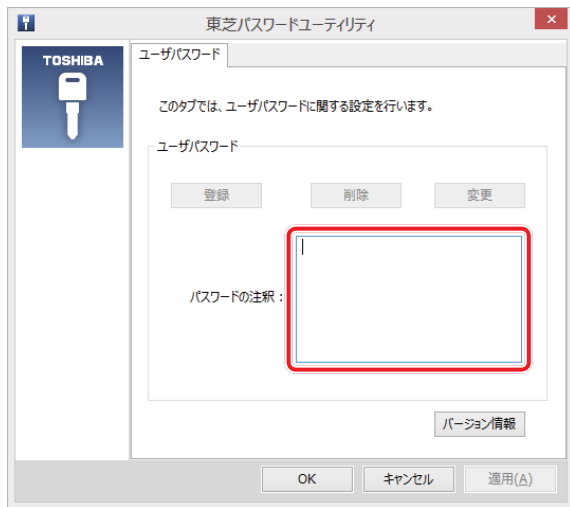 東芝パスワードユーティリティ
TOSHIBA
ユーザパスワード
このタブでは、ユーザパスワードに関する設定を行います。
ユーザパスワード
登録 削除 変更
パスワードの注釈：
バージョン情報
OK キャンセル 適用(A)